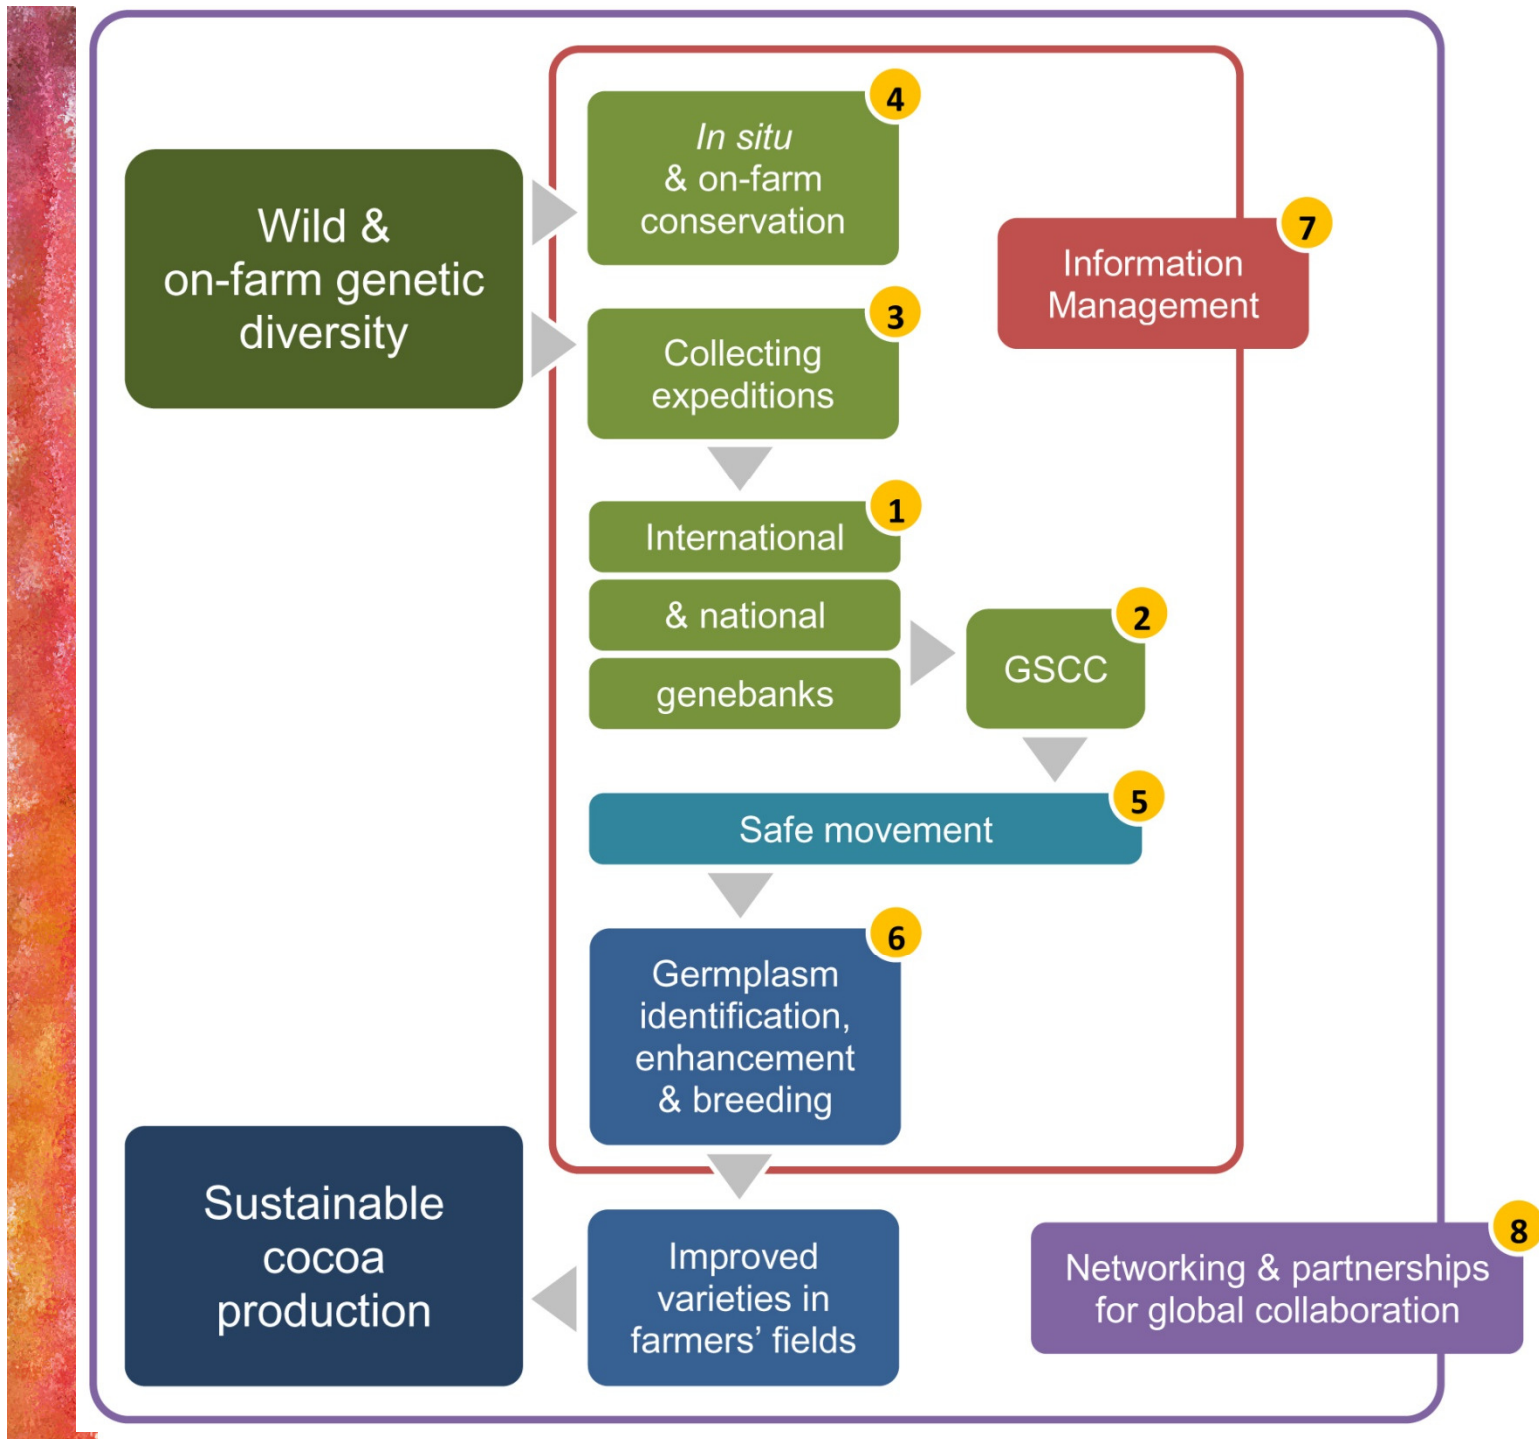 4
In situ
& on-farm
conservation
Wild &
on-farm genetic
diversity
7
Information
Management
3
Collecting
expeditions
1
International
& national
genebanks
2
GSCC
5
Safe movement
6
Germplasm
identification,
enhancement
& breeding
Sustainable
cocoa
production
Improved
varieties in
farmers’ fields
8
Networking & partnerships
for global collaboration